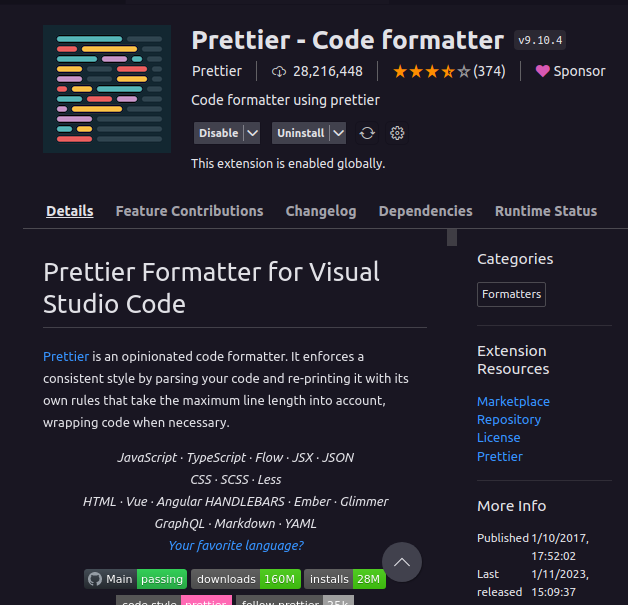 Prettier - Code formatter v9.10.4
Prettier 28,216,448 (374) Sponsor
Code formatter using prettier
Disable Uninstall
This extension is enabled globally.
Details Feature Contributions Changelog Dependencies Runtime Status
Prettier Formatter for Visual
Studio Code
Prettier is an opinionated code formatter. It enforces a
consistent style by parsing your code and re-printing it with its
own rules that take the maximum line length into account,
wrapping code when necessary.
JavaScript · TypeScript · Flow · JSX · JSON
CSS · SCSS · Less
HTML · Vue · Angular HANDLEBARS · Ember · Glimmer
GraphQL · Markdown · YAML
Your favorite language?
Main passing downloads 160M installs 28M
code style prettier follow prettier 25k
Categories
Formatters
Extension
Resources
Marketplace
Repository
License
Prettier
More Info
Published 1/10/2017,
17:52:02
Last 1/11/2023,
released 15:09:37